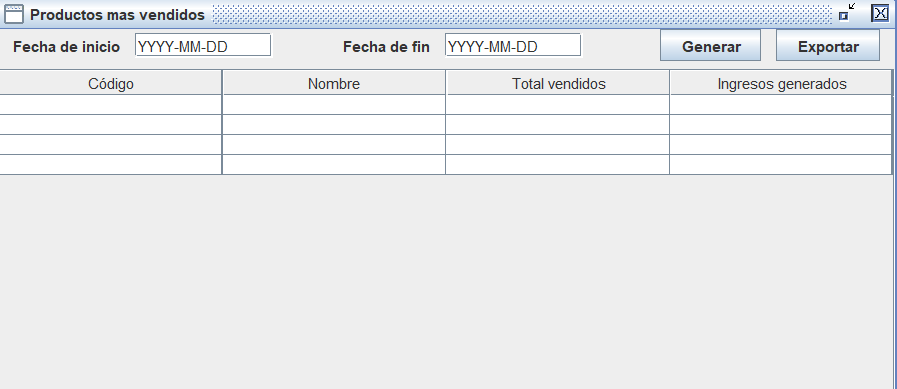 Productos mas vendidos
Fecha de inicio YYYY-MM-DD Fecha de fin YYYY-MM-DD Generar Exportar
Código Nombre Total vendidos Ingresos generados